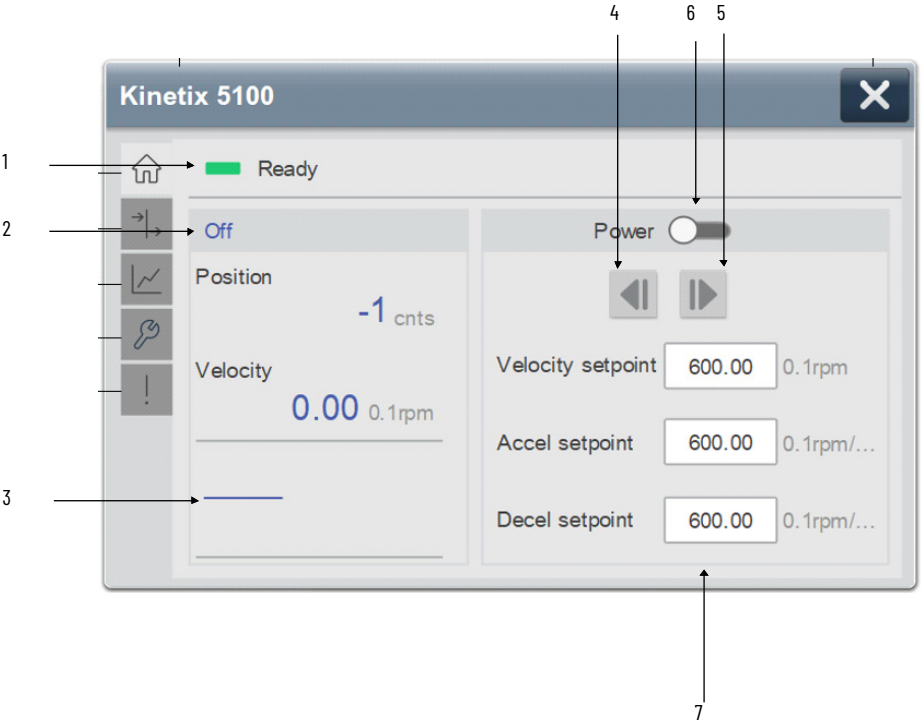 4 6 5
Kinetix 5100
1 Ready
2 Off Power
Position
-1 cnts
Velocity setpoint 600.00 0.1rpm
Velocity
0.00 0.1rpm
Accel setpoint 600.00 0.1rpm/...
3
Decel setpoint 600.00 0.1rpm/...
7